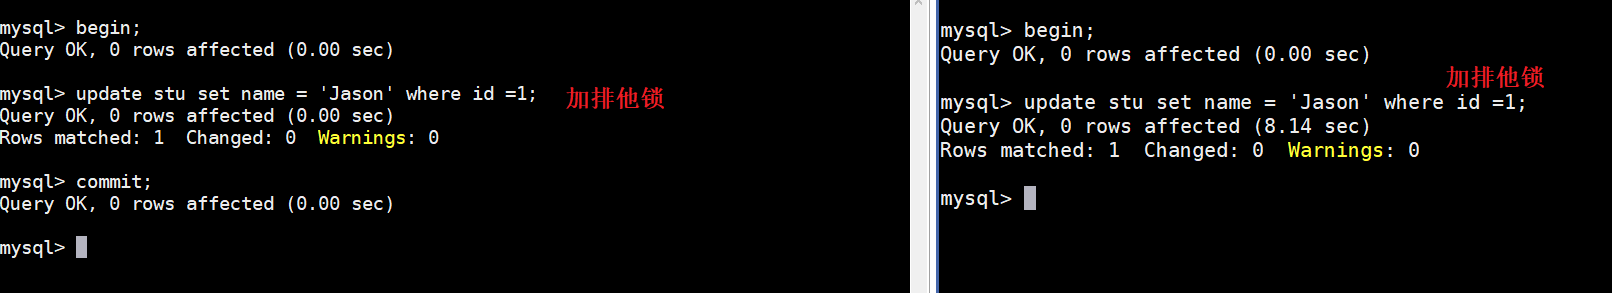 mysql> begin;
Query OK, 0 rows affected (0.00 sec)
mysql> update stu set name = 'Jason' where id =1; 加排他锁
Query OK, 0 rows affected (0.00 sec)
Rows matched: 1  Changed: 0  Warnings: 0
mysql> commit;
Query OK, 0 rows affected (0.00 sec)
mysql>
mysql> begin;
Query OK, 0 rows affected (0.00 sec)
加排他锁
mysql> update stu set name = 'Jason' where id =1;
Query OK, 0 rows affected (8.14 sec)
Rows matched: 1  Changed: 0  Warnings: 0
mysql>